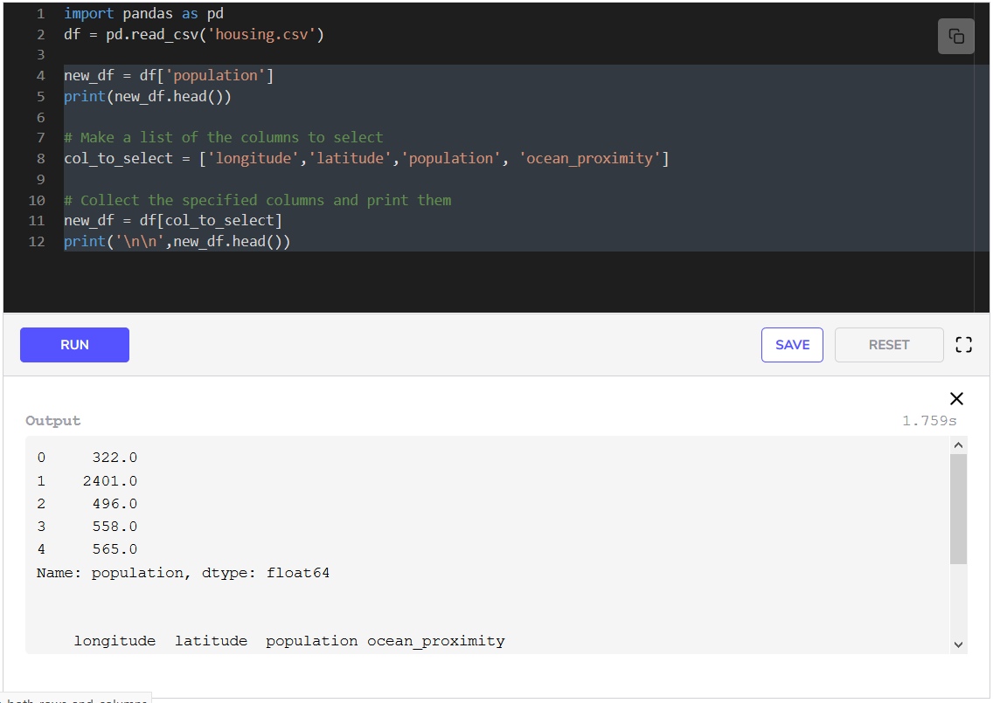 1 import pandas as pd
2 df = pd.read_csv('housing.csv')
3
4 new_df = df['population']
5 print(new_df.head())
6
7 # Make a list of the columns to select
8 col_to_select = ['longitude','latitude','population', 'ocean_proximity']
9
10 # Collect the specified columns and print them
11 new_df = df[col_to_select]
12 print('\n\n',new_df.head())
RUN SAVE RESET
Output
1.759s
0 322.0
1 2401.0
2 496.0
3 558.0
4 565.0
Name: population, dtype: float64
longitude latitude population ocean_proximity
both rows and columns